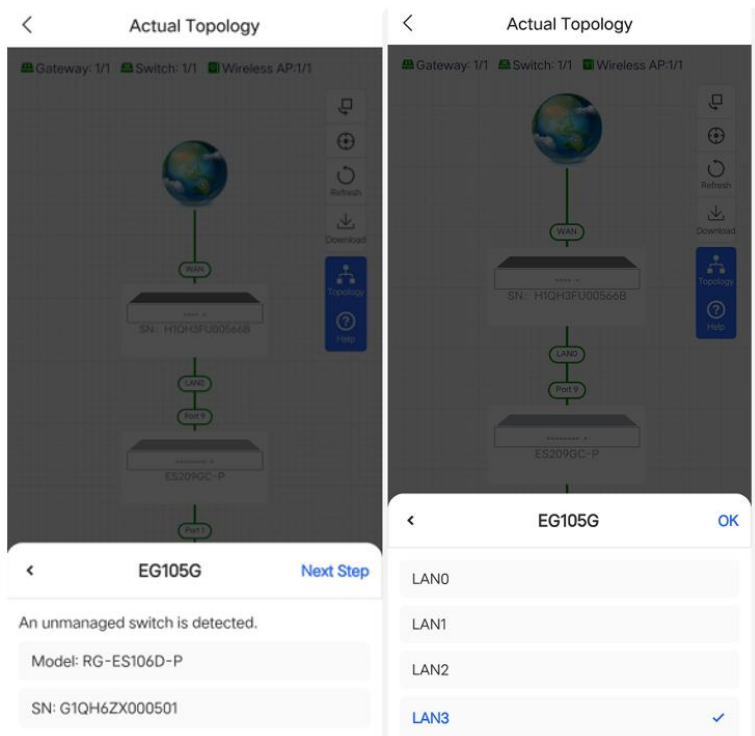 Actual Topology
Gateway: 1/1 Switch: 1/1 Wireless AP:1/1
Refresh
Download
WAN
Topology
SN: H1QH3FU00566B
Help
LAN0
Port 9
ES209GC-P
Port 1
EG105G
Next Step
An unmanaged switch is detected.
Model: RG-ES106D-P
SN: G1QH6ZX000501
Actual Topology
Gateway: 1/1 Switch: 1/1 Wireless AP:1/1
Refresh
Download
WAN
Topology
SN: H1QH3FU00566B
Help
LAN0
Port 9
ES209GC-P
EG105G
OK
LAN0
LAN1
LAN2
LAN3